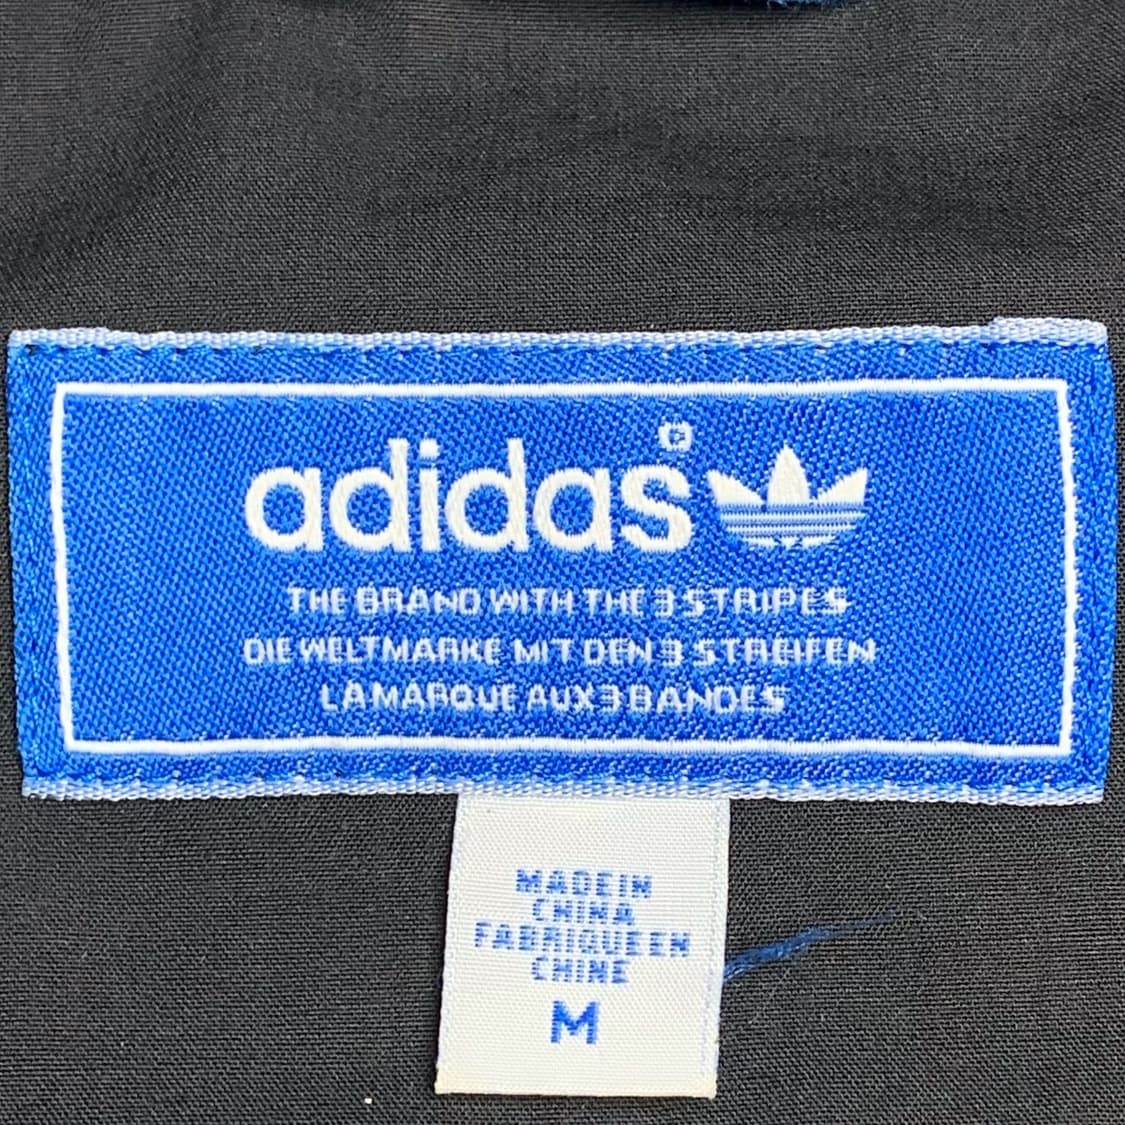 adidas®
THE BRAND WITH THE 3 STRIPES
DIE WELTMARKE MIT DEN 3 STREIFEN
LA MARQUE AUX 3 BANDES
MADE IN
CHINA
FABRIQUE EN
CHINE
M